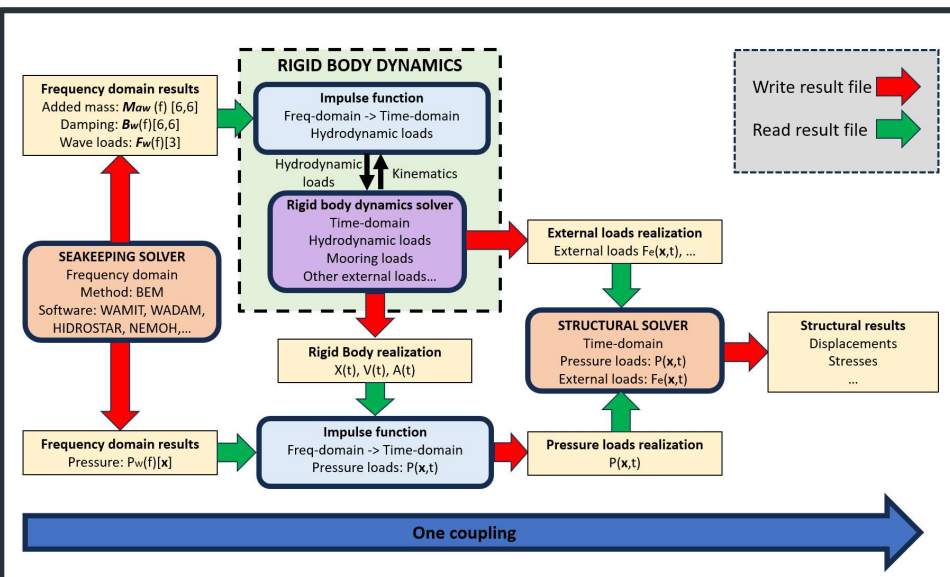 RIGID BODY DYNAMICS
Frequency domain results
Added mass: Maw (f) [6,6]
Damping: Bw(f)[6,6]
Wave loads: Fw(f)[3]
Impulse function
Freq-domain -> Time-domain
Hydrodynamic loads
Write result file
Read result file
Hydrodynamic
loads
Kinematics
Rigid body dynamics solver
Time-domain
Hydrodynamic loads
Mooring loads
Other external loads...
SEAKEEPING SOLVER
Frequency domain
Method: BEM
Software: WAMIT, WADAM,
HIDROSTAR, NEMOH,...
External loads realization
External loads Fe(x,t), ...
Rigid Body realization
X(t), V(t), A(t)
STRUCTURAL SOLVER
Time-domain
Pressure loads: P(x,t)
External loads: Fe(x,t)
Structural results
Displacements
Stresses
...
Frequency domain results
Pressure: Pw(f)[x]
Impulse function
Freq-domain -> Time-domain
Pressure loads: P(x,t)
Pressure loads realization
P(x,t)
One coupling